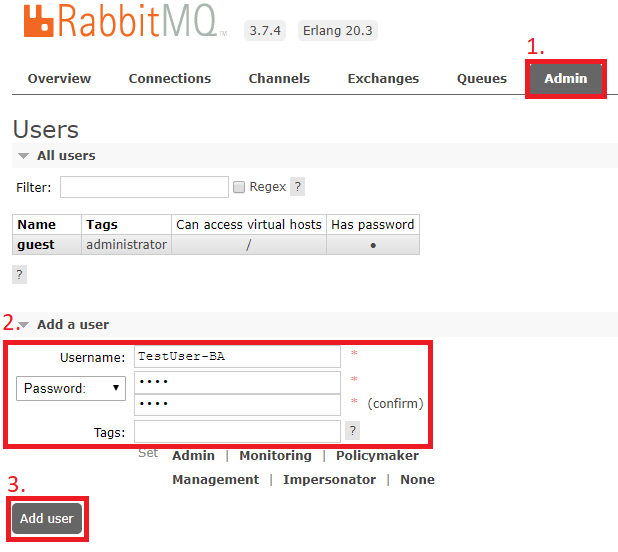 RabbitMQ™ 3.7.4 Erlang 20.3
1.
Overview Connections Channels Exchanges Queues Admin
Users
All users
Filter: Regex ?
Name Tags Can access virtual hosts Has password
guest administrator / ●
?
2.
Add a user
Username: TestUser-BA *
Password: •••• *
•••• * (confirm)
Tags: ?
Set Admin | Monitoring | Policymaker
Management | Impersonator | None
3.
Add user